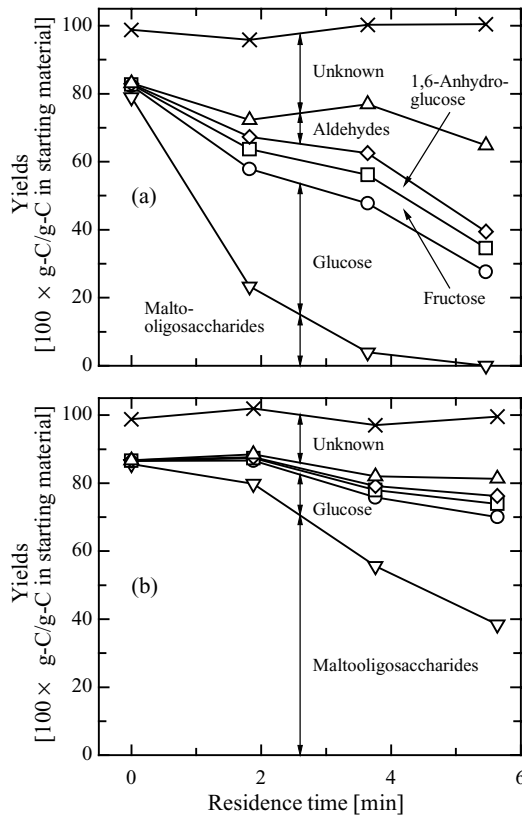 100
80
60
40
20
0
Yields
[100 × g-C/g-C in starting material]
(a)
Unknown
1,6-Anhydro-
glucose
Aldehydes
Glucose
Fructose
Malto-
oligosaccharides
100
80
60
40
20
0
Yields
[100 × g-C/g-C in starting material]
(b)
Unknown
Glucose
Maltooligosaccharides
0 2 4 6
Residence time [min]